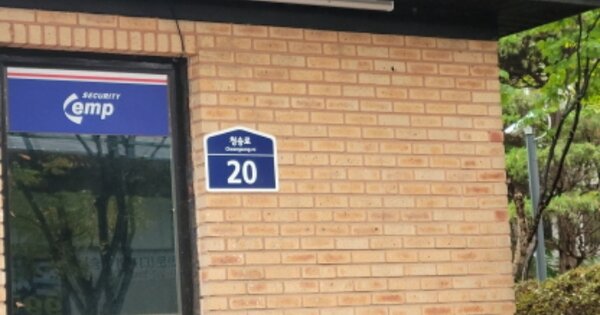 SECURITY
emp
청송로
Cheongsong-ro
20